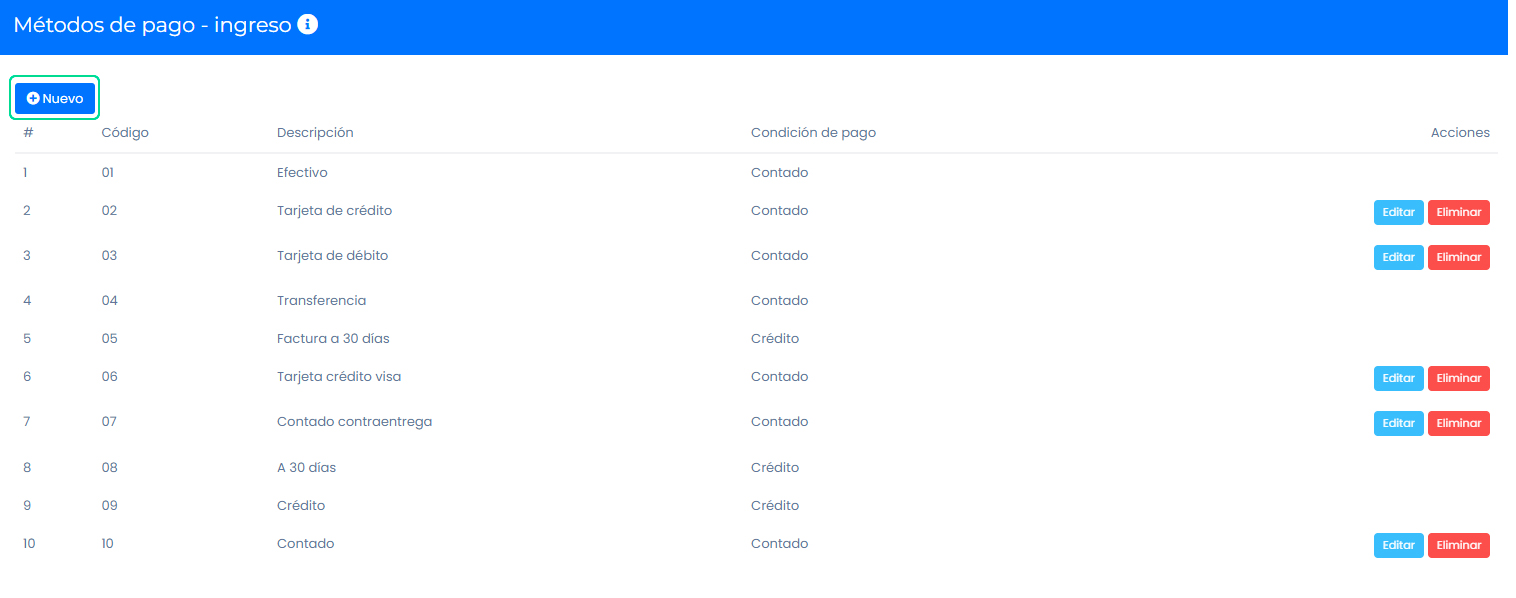 Métodos de pago - ingreso
Nuevo
# Código Descripción Condición de pago Acciones
1 01 Efectivo Contado
2 02 Tarjeta de crédito Contado Editar Eliminar
3 03 Tarjeta de débito Contado Editar Eliminar
4 04 Transferencia Contado
5 05 Factura a 30 días Crédito
6 06 Tarjeta crédito visa Contado Editar Eliminar
7 07 Contado contraentrega Contado Editar Eliminar
8 08 A 30 días Crédito
9 09 Crédito Crédito
10 10 Contado Contado Editar Eliminar